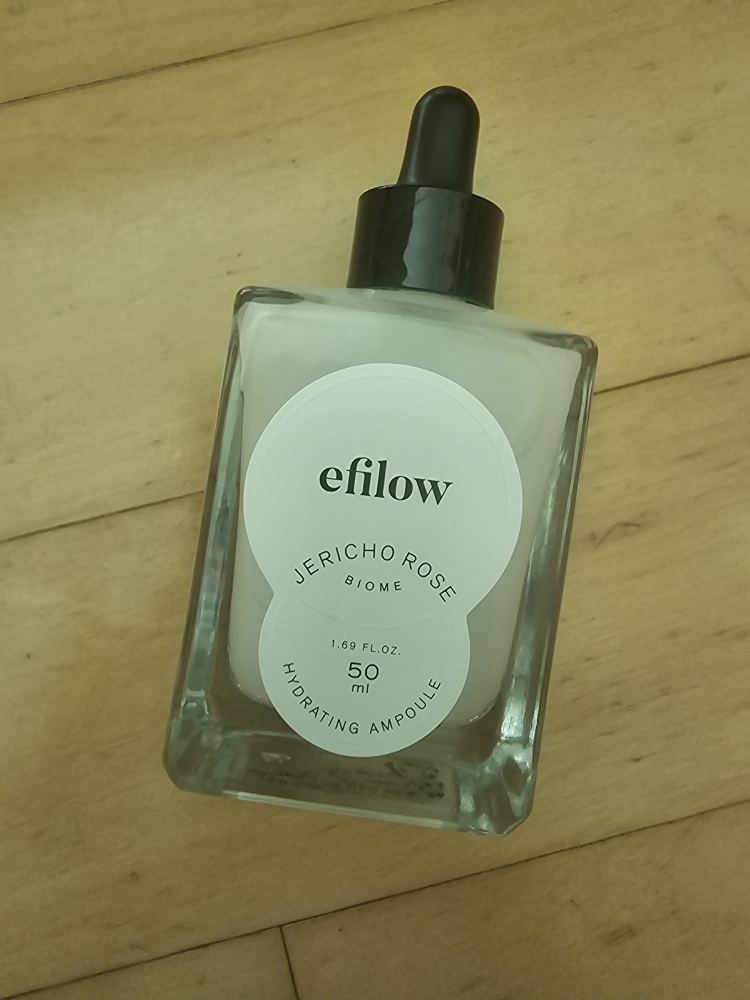 efilow
JERICHO ROSE
BIOME
1.69 FL.OZ.
50
ml
HYDRATING AMPOULE